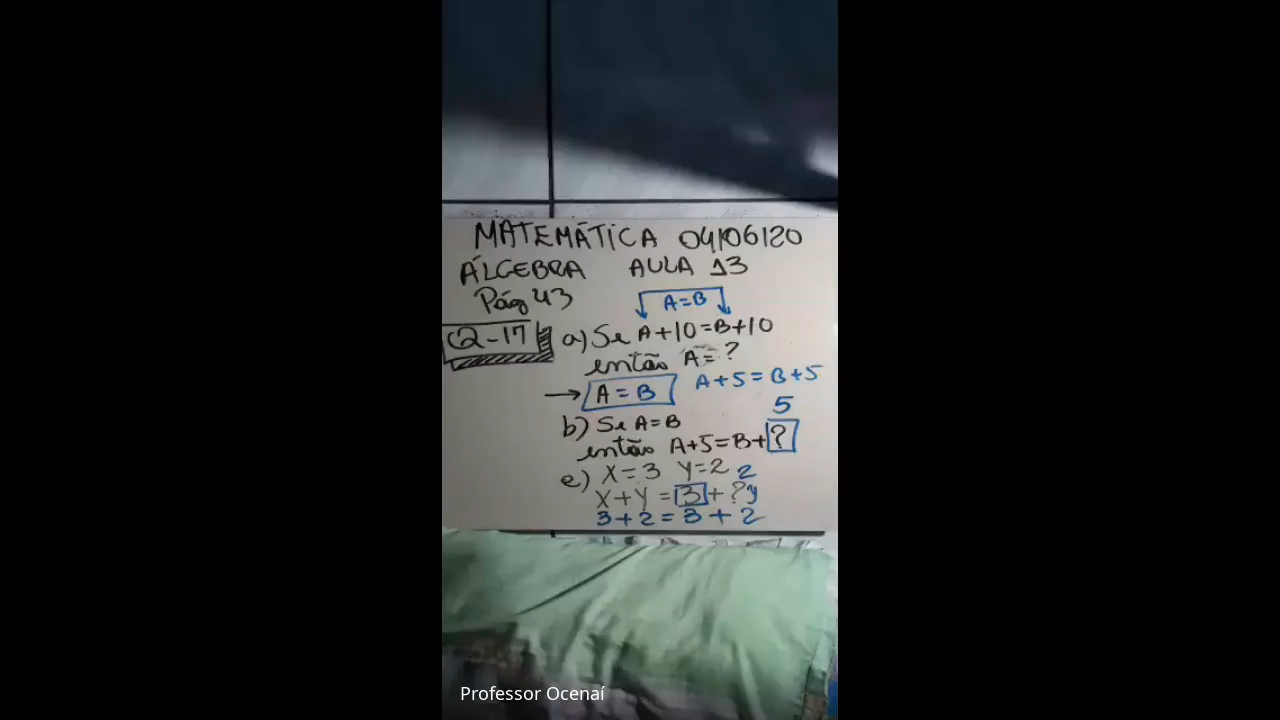 MATEMÁTICA 04/06/20
ÁLGEBRA AULA 13
Pág 43
A=B
Q-17 a) Se A+10=B+10
então A=?
→ A=B A+5=B+5
b) Se A=B 5
então A+5=B+?
e) X=3 Y=2 2
X+Y=3+?y
3+2=3+2
Professor Ocenaí